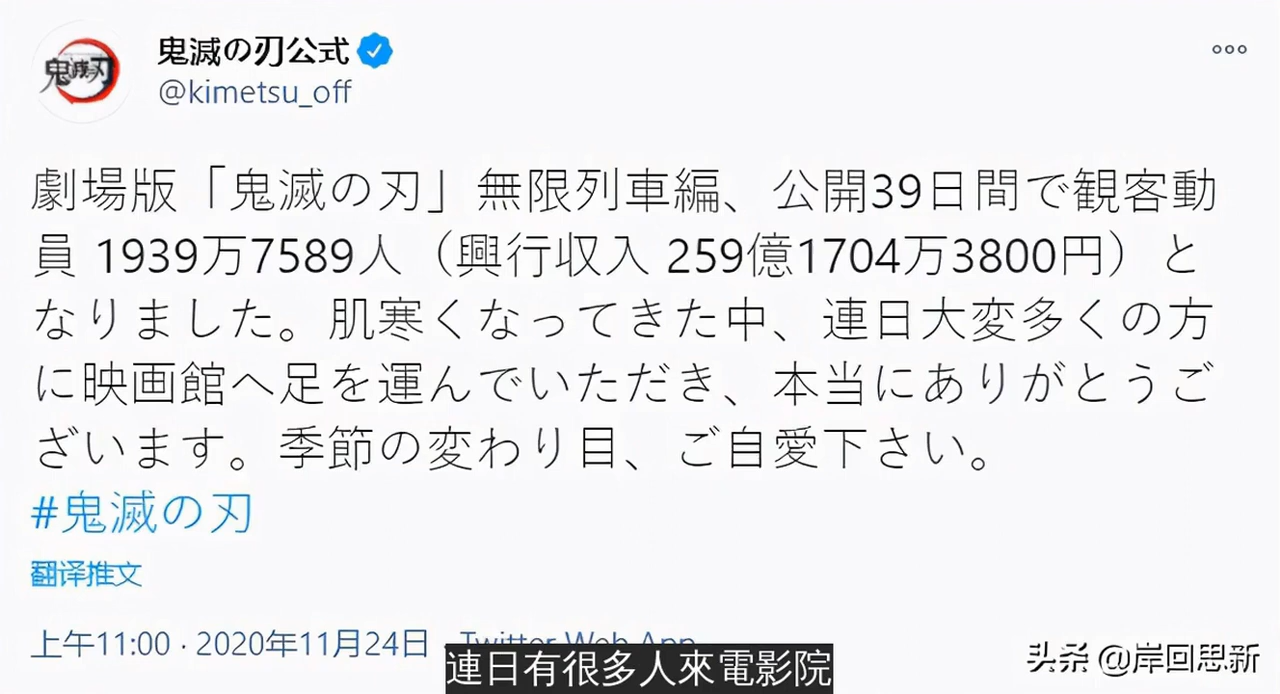 鬼滅の刃
鬼滅の刃公式
@kimetsu_off
劇場版「鬼滅の刃」無限列車編、公開39日間で観客動
員 1939万7589人（興行収入 259億1704万3800円）と
なりました。肌寒くなってきた中、連日大変多くの方
に映画館へ足を運んでいただき、本当にありがとうご
ざいます。季節の変わり目、ご自愛下さい。
#鬼滅の刃
翻译推文
上午11:00 · 2020年11月24日 · Twitter Web App
連日有很多人來電影院
头条 @岸回思新